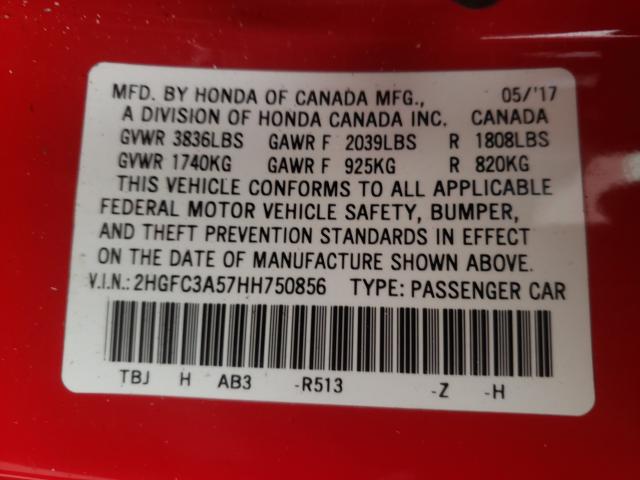 MFD. BY HONDA OF CANADA MFG., 05/'17
A DIVISION OF HONDA CANADA INC. CANADA
GVWR 3836LBS GAWR F 2039LBS R 1808LBS
GVWR 1740KG GAWR F 925KG R 820KG
THIS VEHICLE CONFORMS TO ALL APPLICABLE
FEDERAL MOTOR VEHICLE SAFETY, BUMPER,
AND THEFT PREVENTION STANDARDS IN EFFECT
ON THE DATE OF MANUFACTURE SHOWN ABOVE.
V.I.N.: 2HGFC3A57HH750856 TYPE: PASSENGER CAR
TBJ H AB3 -R513 -Z -H